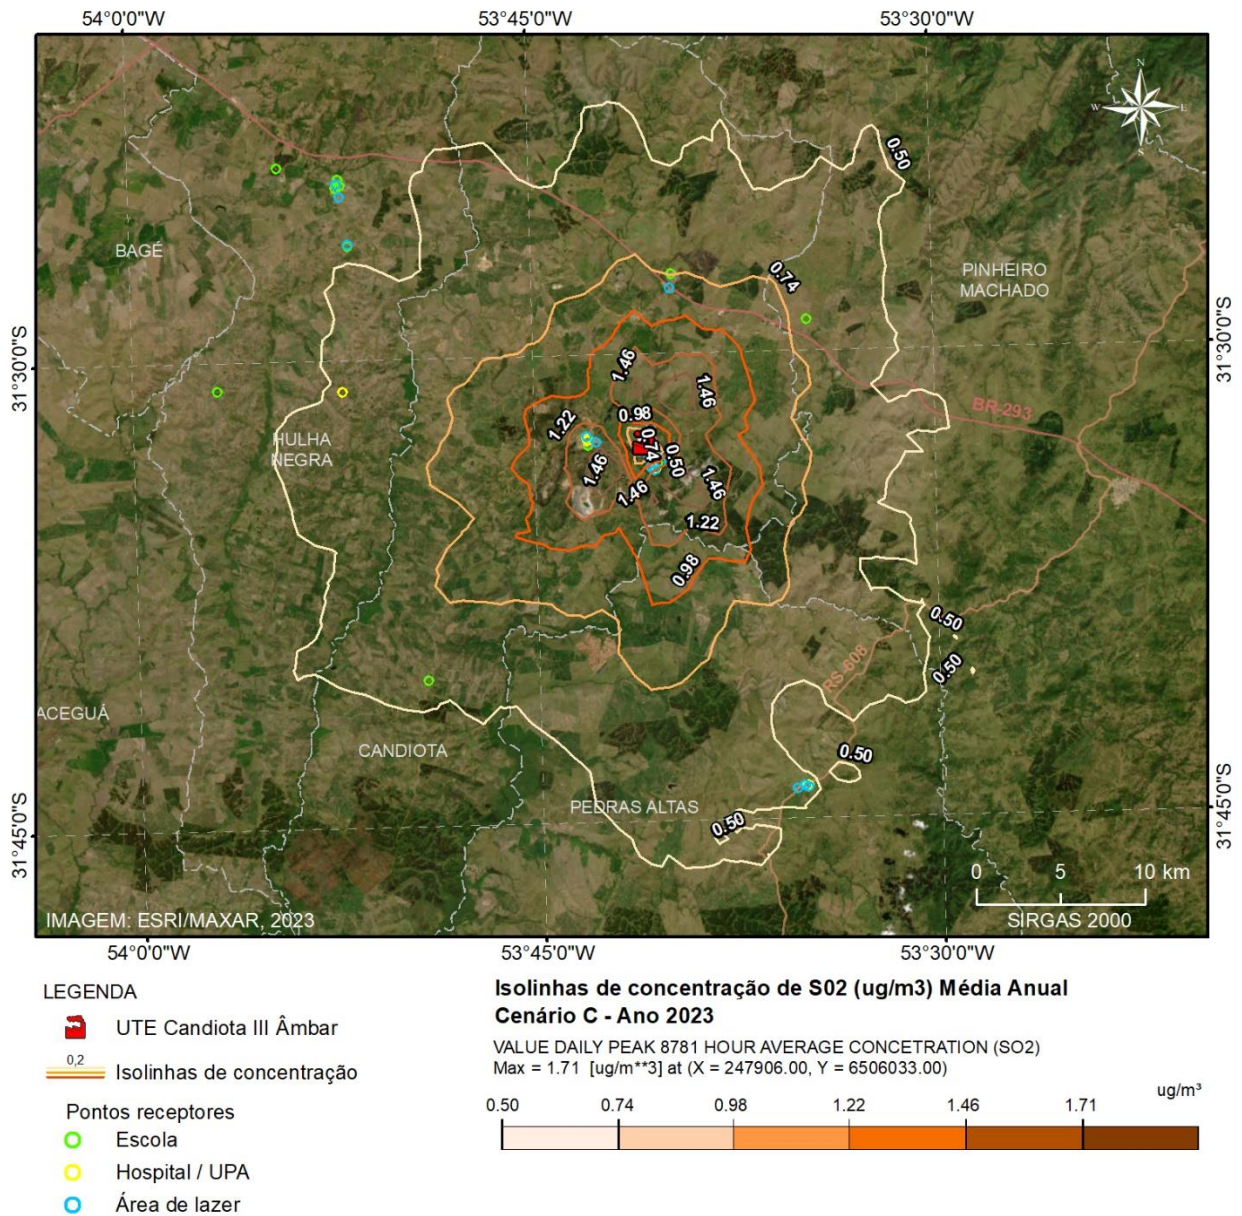 54°0'0"W
53°45'0"W
53°30'0"W
N
W E
S
0.50
BAGÉ
0.74
PINHEIRO
MACHADO
31°30'0"S
31°30'0"S
1.46
1.46
BR-293
0.98
1.22
HULHA
NEGRA
0.74
0.50
1.46
1.46
1.46
1.22
0.98
0.50
0.50
RS-608
ACEGUÁ
CANDIOTA
0.50
PEDRAS ALTAS
0.50
31°45'0"S
31°45'0"S
0 5 10 km
IMAGEM: ESRI/MAXAR, 2023
SIRGAS 2000
54°0'0"W
53°45'0"W
53°30'0"W
LEGENDA
UTE Candiota III Âmbar
0,2
Isolinhas de concentração
Pontos receptores
Escola
Hospital / UPA
Área de lazer
Isolinhas de concentração de S02 (ug/m3) Média Anual
Cenário C - Ano 2023
VALUE DAILY PEAK 8781 HOUR AVERAGE CONCETRATION (SO2)
Max = 1.71 [ug/m**3] at (X = 247906.00, Y = 6506033.00)
ug/m³
0.50 0.74 0.98 1.22 1.46 1.71